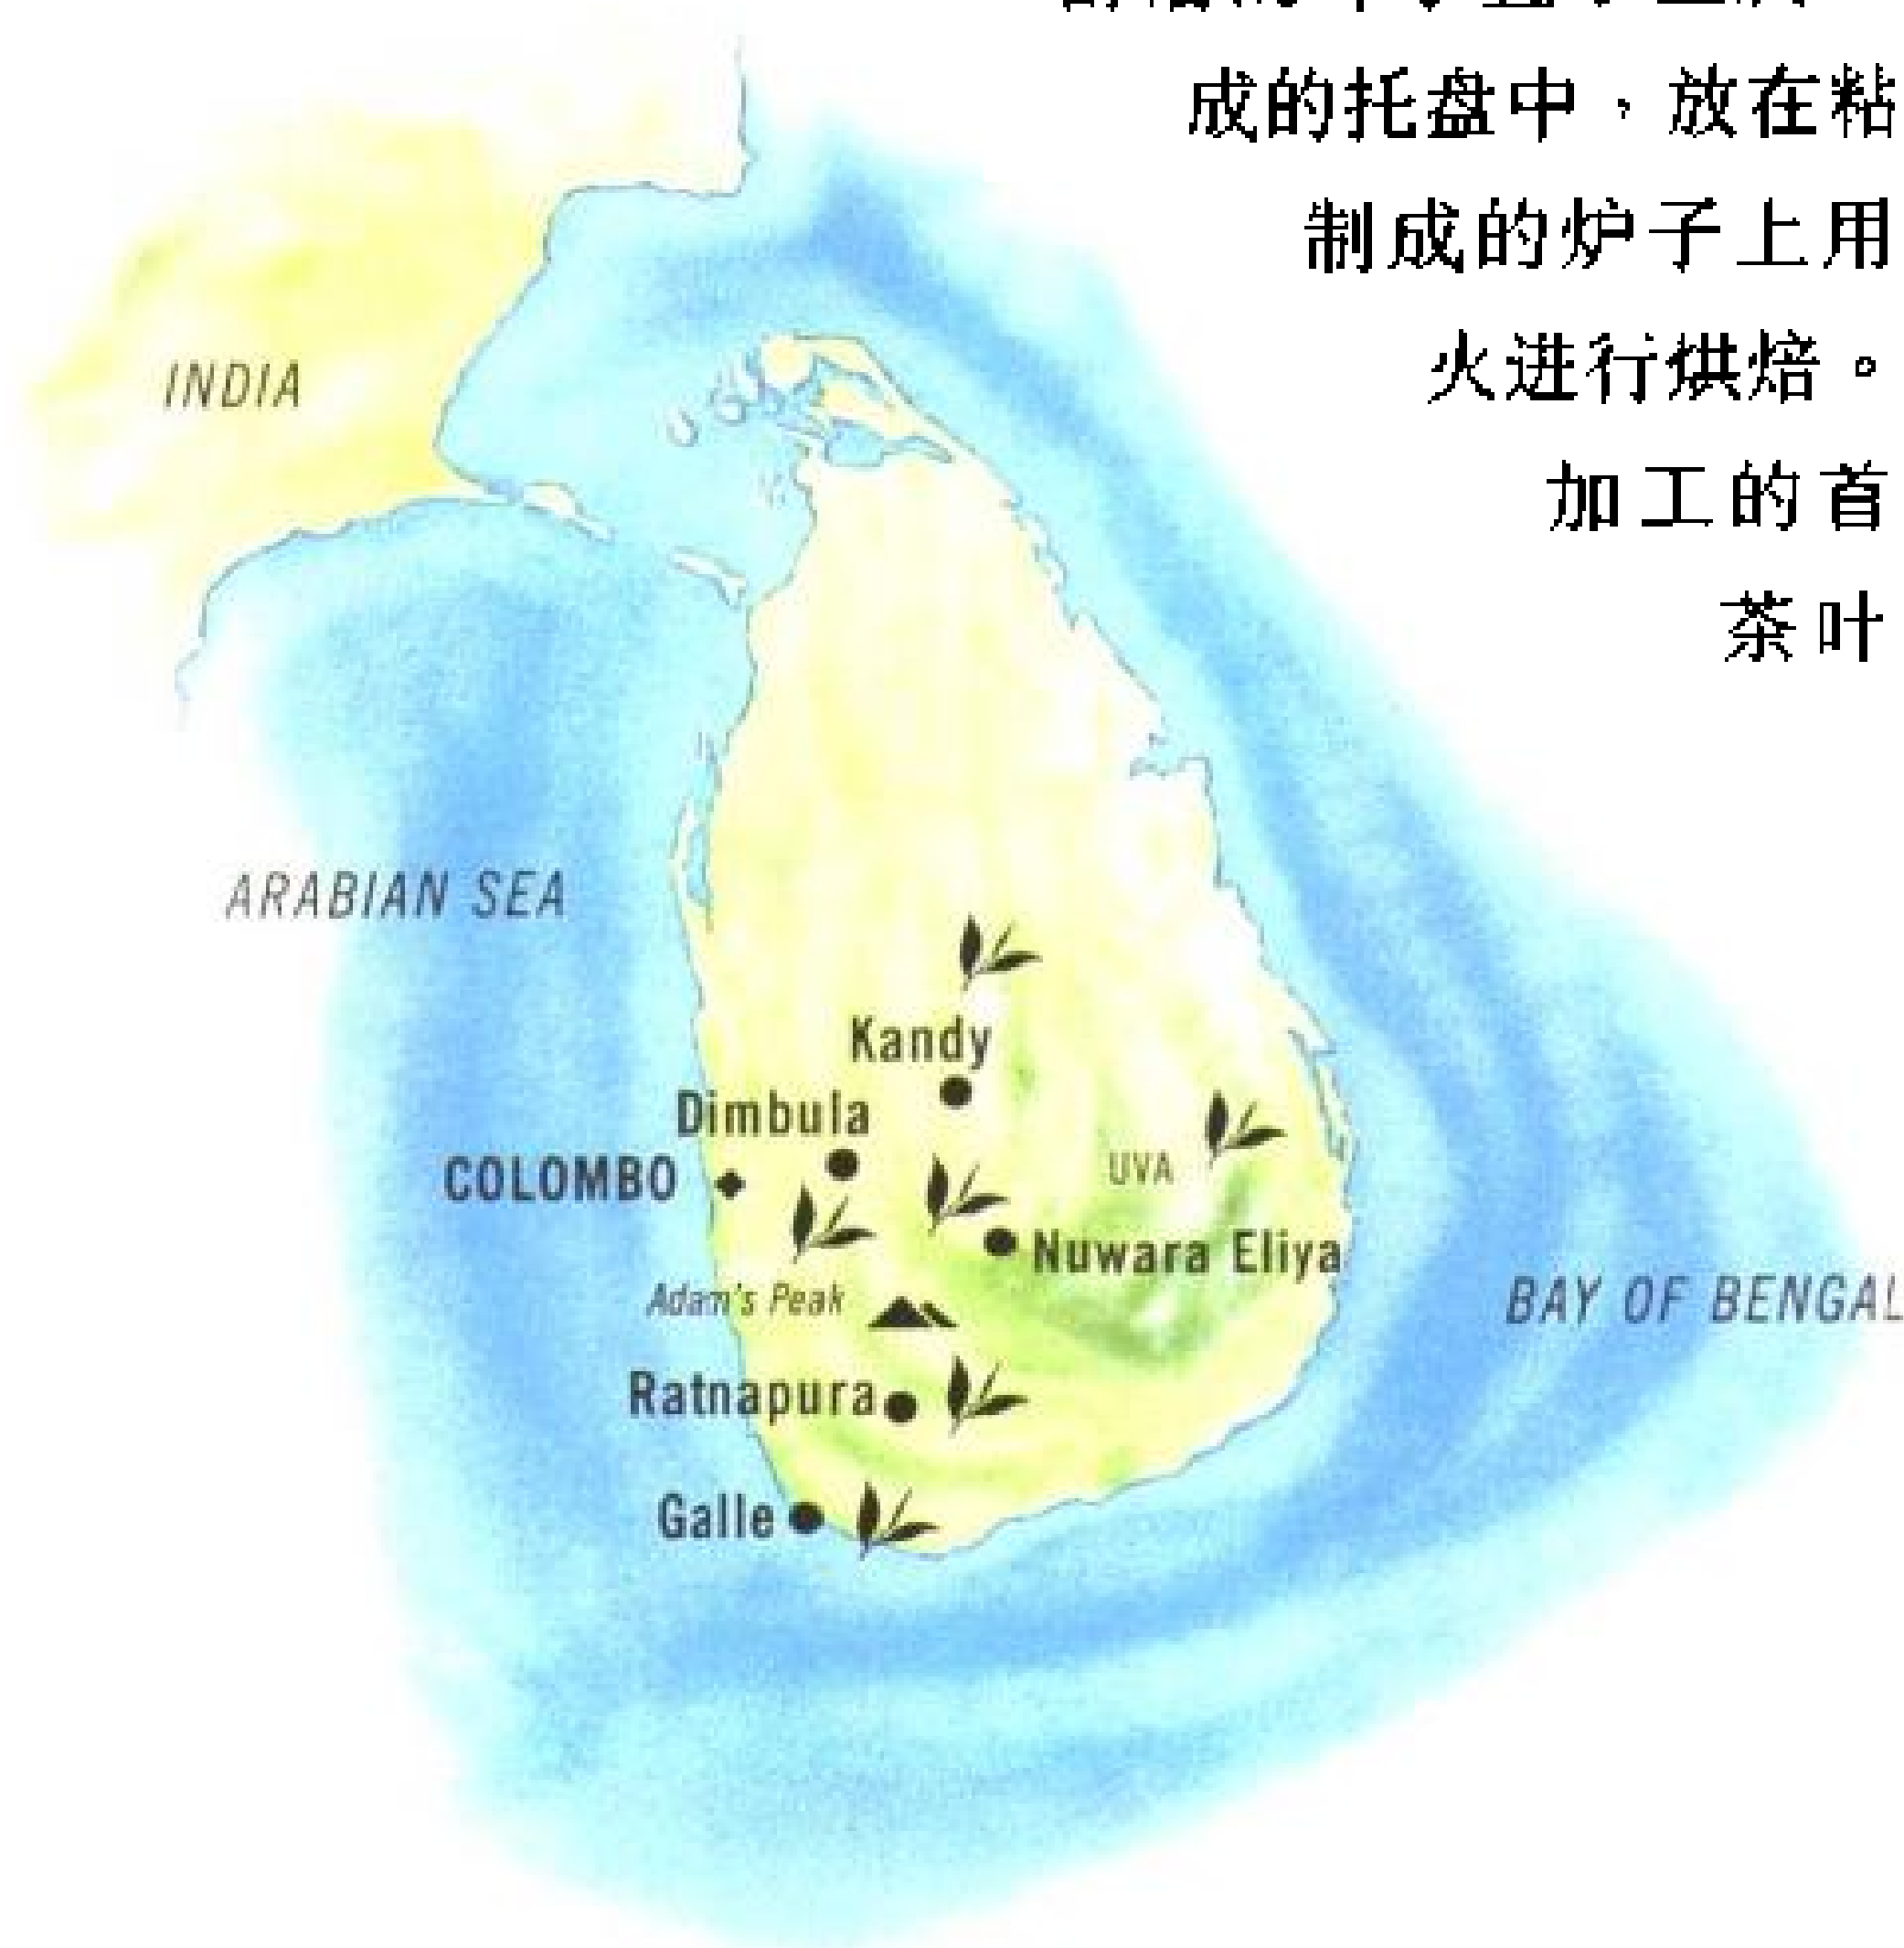 成的托盘中，放在粘
制成的炉子上用
火进行烘焙。
加工的首
茶叶
INDIA
ARABIAN SEA
Kandy
Dimbula
COLOMBO
UVA
Nuwara Eliya
Adam's Peak
BAY OF BENGAL
Ratnapura
Galle